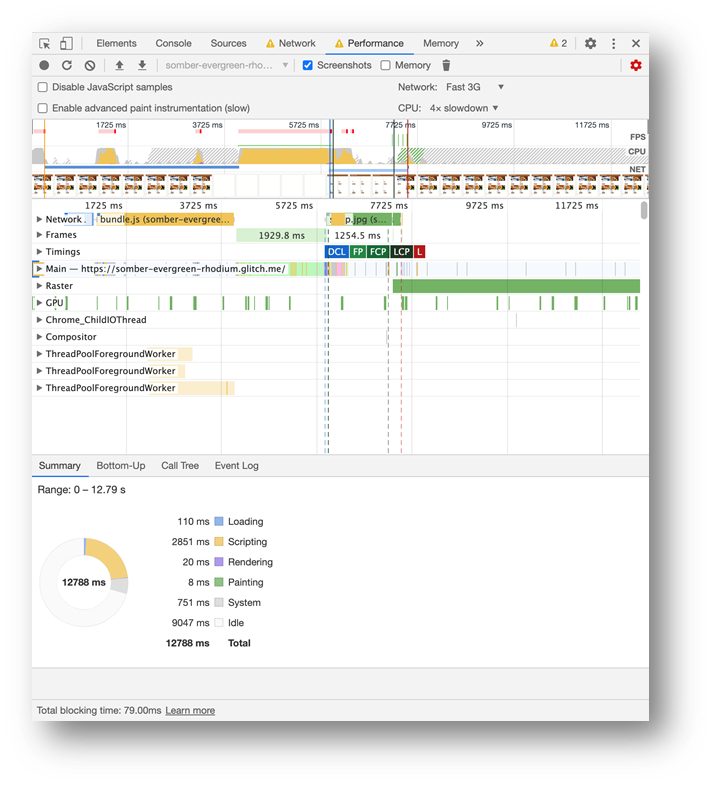 Elements Console Sources Network Performance Memory » 2
somber-evergreen-rho… Screenshots Memory
Disable JavaScript samples Network: Fast 3G
Enable advanced paint instrumentation (slow) CPU: 4× slowdown
1725 ms 3725 ms 5725 ms 7725 ms 9725 ms 11725 ms
FPS
CPU
NET
1725 ms 3725 ms 5725 ms 7725 ms 9725 ms 11725 ms
Network bundle.js (somber-evergree… p.jpg (s…
Frames 1929.8 ms 1254.5 ms
Timings DCL FP FCP LCP L
Main — https://somber-evergreen-rhodium.glitch.me/
Raster
GPU
Chrome_ChildIOThread
Compositor
ThreadPoolForegroundWorker
ThreadPoolForegroundWorker
ThreadPoolForegroundWorker
Summary Bottom-Up Call Tree Event Log
Range: 0 – 12.79 s
12788 ms
110 ms Loading
2851 ms Scripting
20 ms Rendering
8 ms Painting
751 ms System
9047 ms Idle
12788 ms Total
Total blocking time: 79.00ms Learn more